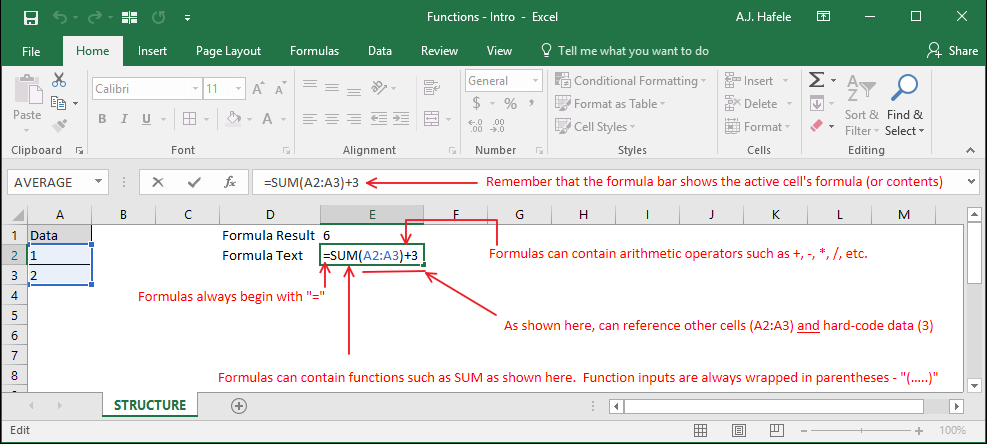 Functions - Intro - Excel
A.J. Hafele
File Home Insert Page Layout Formulas Data Review View Tell me what you want to do Share
Paste
Calibri 11 A A
B I U A
General
$ % ,
.00
.00
Conditional Formatting
Format as Table
Cell Styles
Insert
Delete
Format
Σ
A
Z
Sort & Filter
Find & Select
Clipboard Font Alignment Number Styles Cells Editing
AVERAGE fx =SUM(A2:A3)+3 Remember that the formula bar shows the active cell's formula (or contents)
A B C D E F G H I J K L M
1 Data Formula Result 6
2 1 Formula Text =SUM(A2:A3)+3 Formulas can contain arithmetic operators such as +, -, *, /, etc.
3 2
4 Formulas always begin with "="
5
As shown here, can reference other cells (A2:A3) and hard-code data (3)
6
7
8 Formulas can contain functions such as SUM as shown here. Function inputs are always wrapped in parentheses - "(.....)"
STRUCTURE
Edit 100%